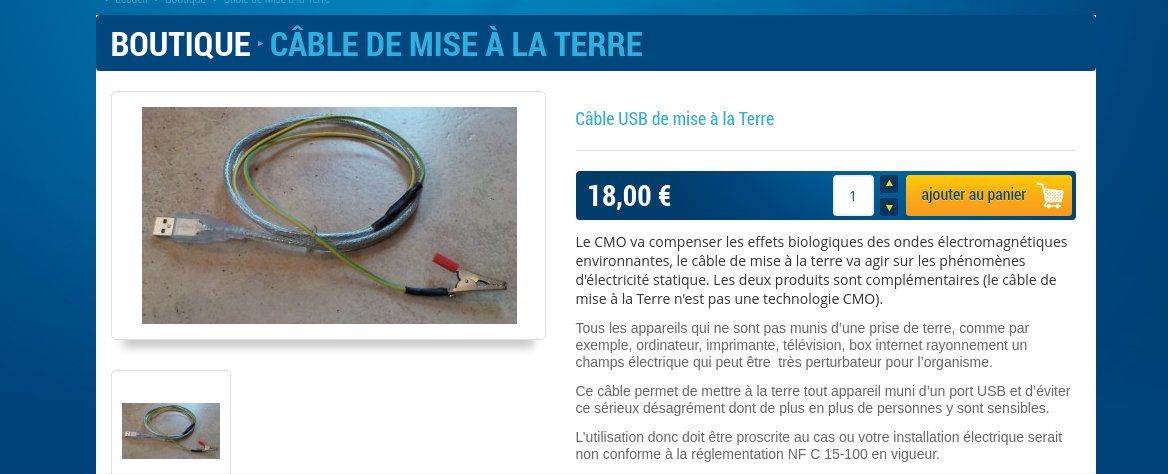 BOUTIQUE ▸ CÂBLE DE MISE À LA TERRE
Câble USB de mise à la Terre
18,00 €
1
ajouter au panier
Le CMO va compenser les effets biologiques des ondes électromagnétiques
environnantes, le câble de mise à la terre va agir sur les phénomènes
d'électricité statique. Les deux produits sont complémentaires (le câble de
mise à la Terre n'est pas une technologie CMO).
Tous les appareils qui ne sont pas munis d’une prise de terre, comme par
exemple, ordinateur, imprimante, télévision, box internet rayonnement un
champs électrique qui peut être  très perturbateur pour l’organisme.
Ce câble permet de mettre à la terre tout appareil muni d’un port USB et d’éviter
ce sérieux désagrément dont de plus en plus de personnes y sont sensibles.
L’utilisation donc doit être proscrite au cas ou votre installation électrique serait
non conforme à la réglementation NF C 15-100 en vigueur.